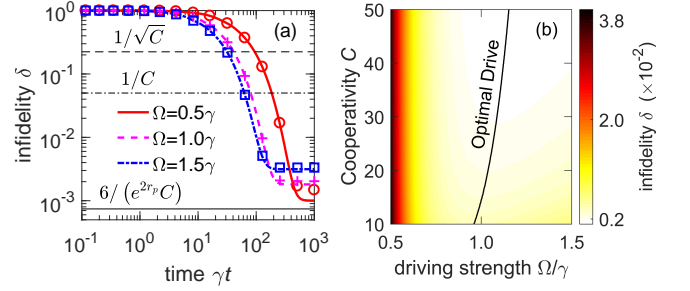 (a)
10^0
10^-1
10^-2
10^-3
infidelity δ
1/√C
1/C
Ω=0.5γ
Ω=1.0γ
Ω=1.5γ
6/(e^{2r_p}C)
10^-1 10^0 10^1 10^2 10^3
time γt
(b)
50
40
30
20
10
Cooperativity C
Optimal Drive
0.5 1.0 1.5
driving strength Ω/γ
3.8
2.0
0.2
infidelity δ (×10^-2)